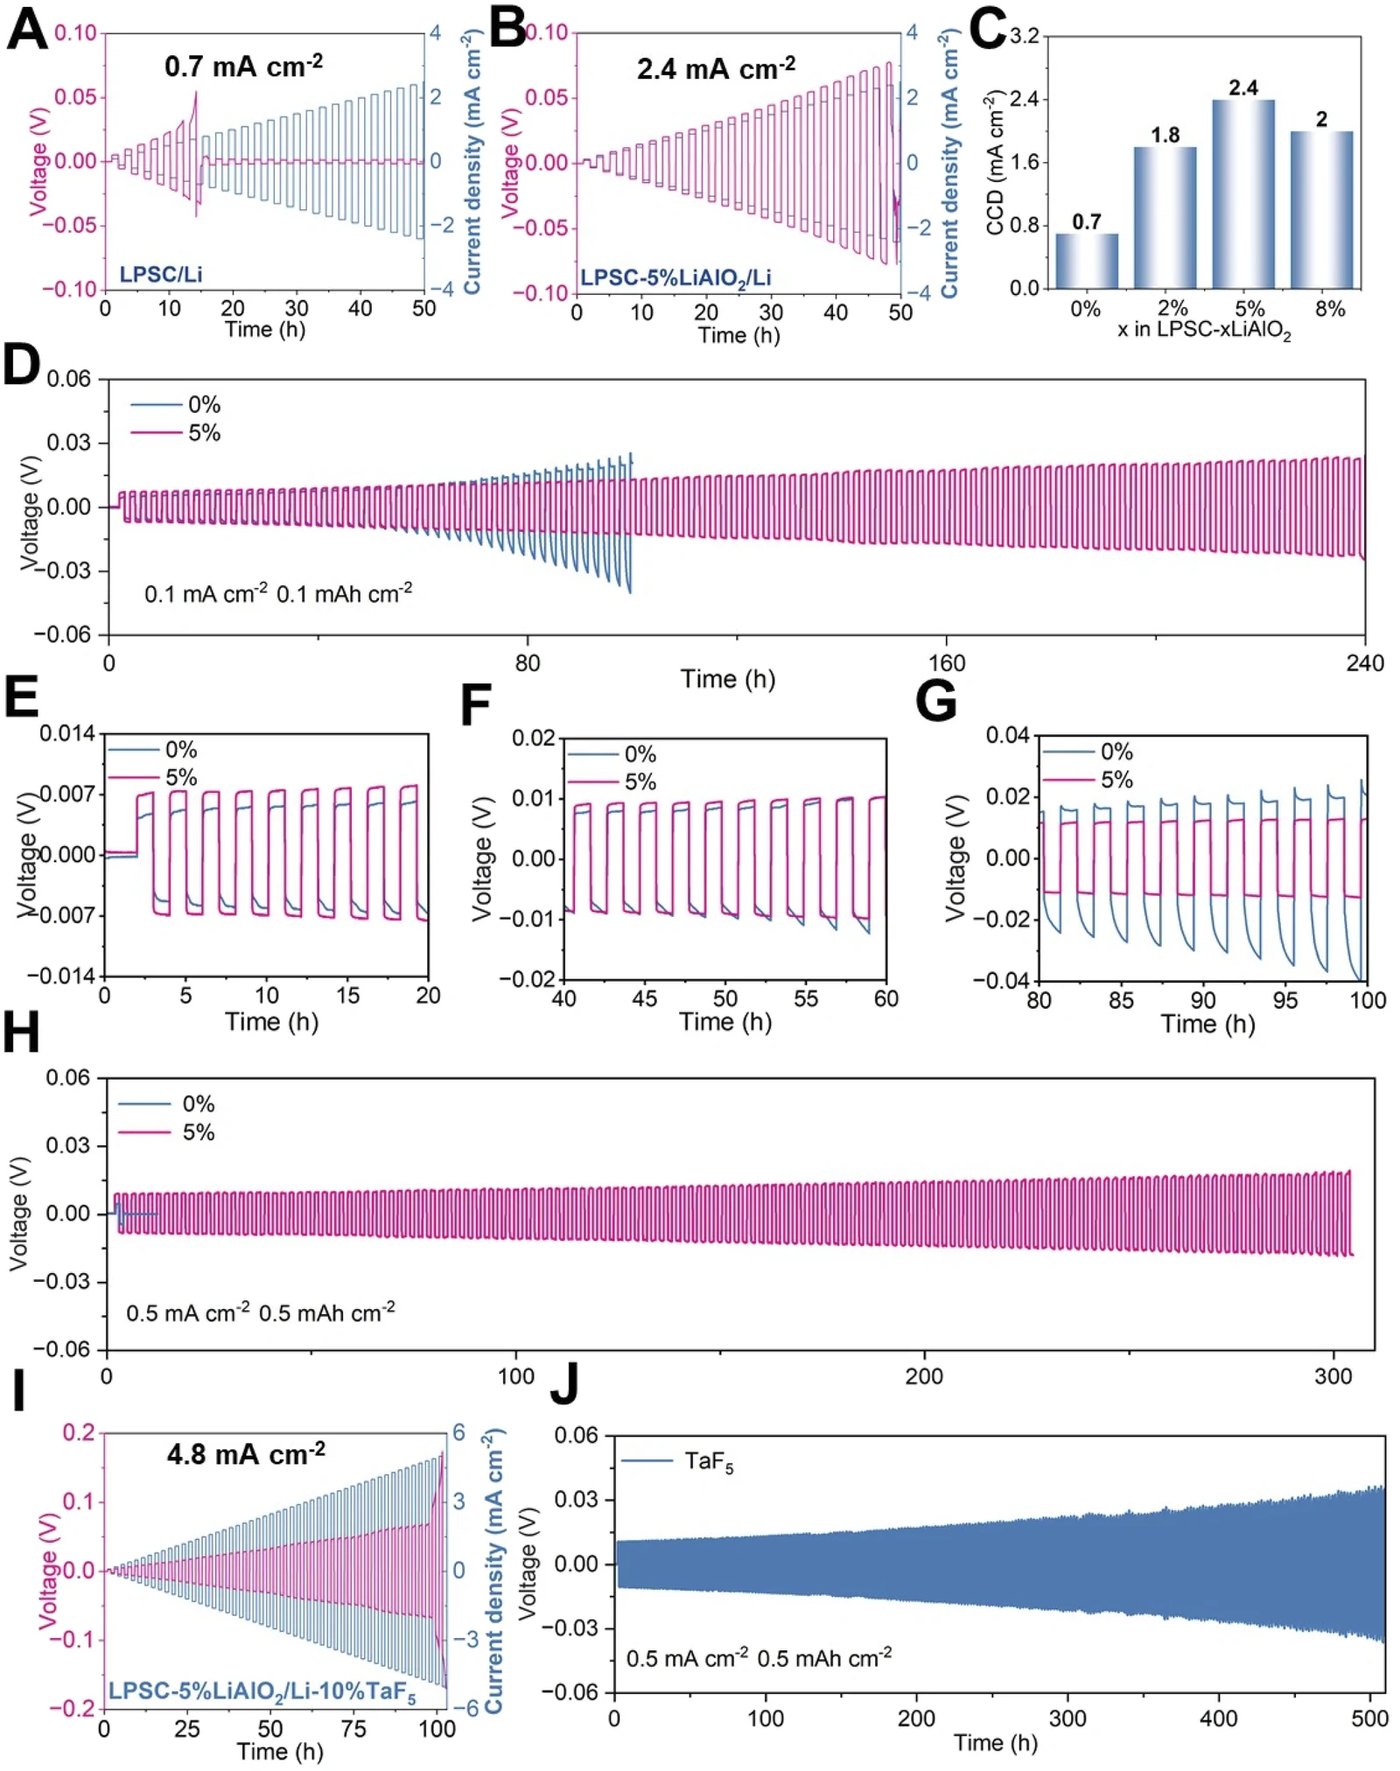 A
0.7 mA cm-2
0.10
0.05
0.00
−0.05
−0.10
Voltage (V)
4
2
0
−2
−4
Current density (mA cm-2)
LPSC/Li
0 10 20 30 40 50
Time (h)
B
2.4 mA cm-2
0.10
0.05
0.00
−0.05
−0.10
Voltage (V)
4
2
0
−2
−4
Current density (mA cm-2)
LPSC-5%LiAlO2/Li
0 10 20 30 40 50
Time (h)
C
3.2
2.4
1.6
0.8
0.0
CCD (mA cm-2)
0.7
1.8
2.4
2
0% 2% 5% 8%
x in LPSC-xLiAlO2
D
0.06
0.03
0.00
−0.03
−0.06
Voltage (V)
0%
5%
0.1 mA cm-2 0.1 mAh cm-2
0 80 160 240
Time (h)
E
0.014
0.007
0.000
−0.007
−0.014
Voltage (V)
0%
5%
0 5 10 15 20
Time (h)
F
0.02
0.01
0.00
−0.01
−0.02
Voltage (V)
0%
5%
40 45 50 55 60
Time (h)
G
0.04
0.02
0.00
−0.02
−0.04
Voltage (V)
0%
5%
80 85 90 95 100
Time (h)
H
0.06
0.03
0.00
−0.03
−0.06
Voltage (V)
0%
5%
0.5 mA cm-2 0.5 mAh cm-2
0 100 200 300
I
4.8 mA cm-2
0.2
0.1
0.0
−0.1
−0.2
Voltage (V)
6
3
0
−3
−6
Current density (mA cm-2)
LPSC-5%LiAlO2/Li-10%TaF5
0 25 50 75 100
Time (h)
J
0.06
0.03
0.00
−0.03
−0.06
Voltage (V)
TaF5
0.5 mA cm-2 0.5 mAh cm-2
0 100 200 300 400 500
Time (h)